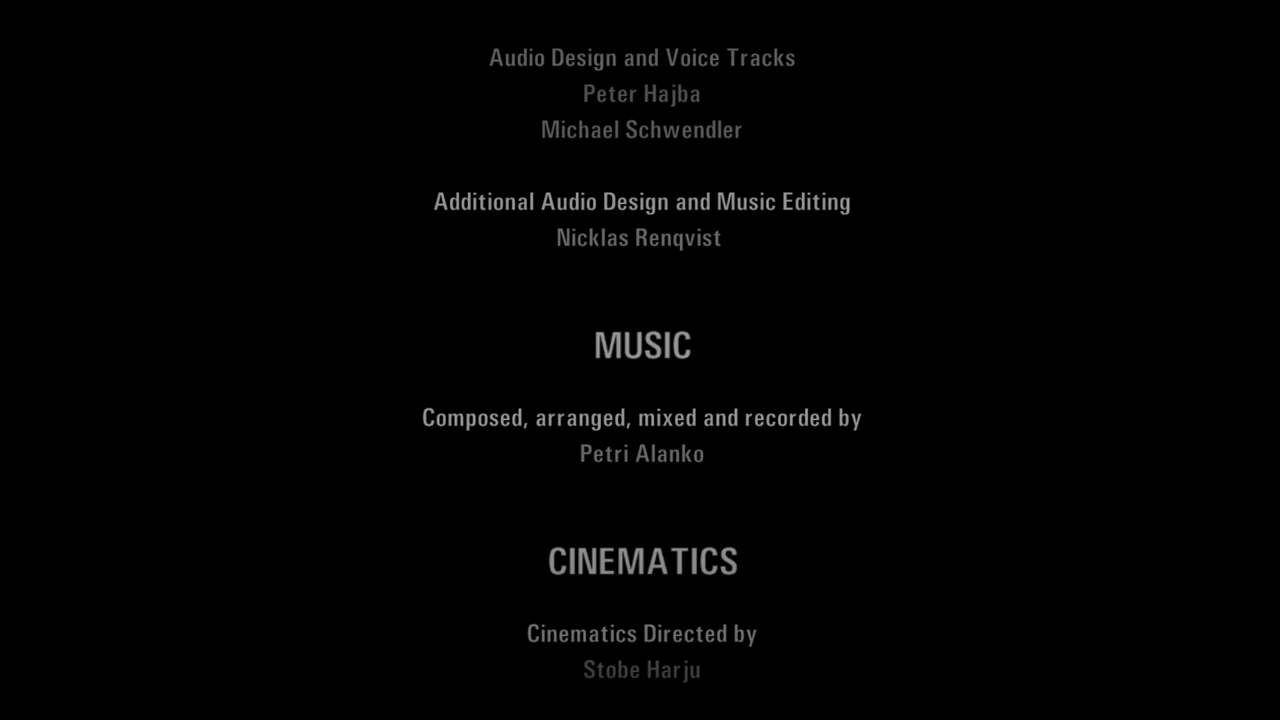 Audio Design and Voice Tracks
Peter Hajba
Michael Schwendler
Additional Audio Design and Music Editing
Nicklas Renqvist
MUSIC
Composed, arranged, mixed and recorded by
Petri Alanko
CINEMATICS
Cinematics Directed by
Stobe Harju